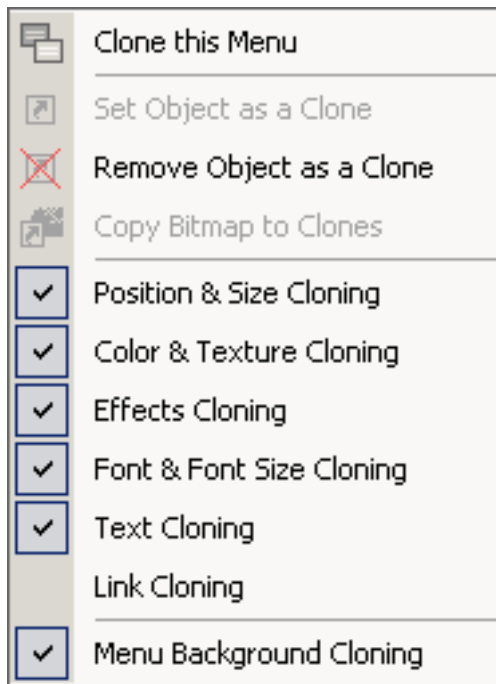 Clone this Menu
Set Object as a Clone
Remove Object as a Clone
Copy Bitmap to Clones
Position & Size Cloning
Color & Texture Cloning
Effects Cloning
Font & Font Size Cloning
Text Cloning
Link Cloning
Menu Background Cloning